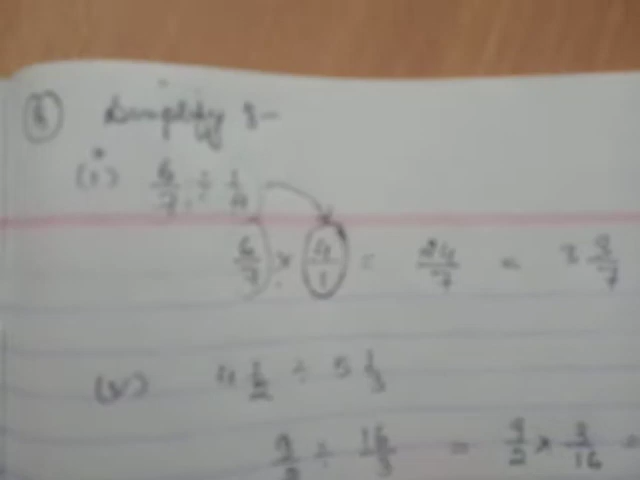 Simplify :-
(i) 6/7 ÷ 1/4
6/7 × 4/1 = 24/7 = 3 3/7
(v) 4 1/2 ÷ 5 1/3
9/2 ÷ 16/3 = 9/2 × 3/16 =